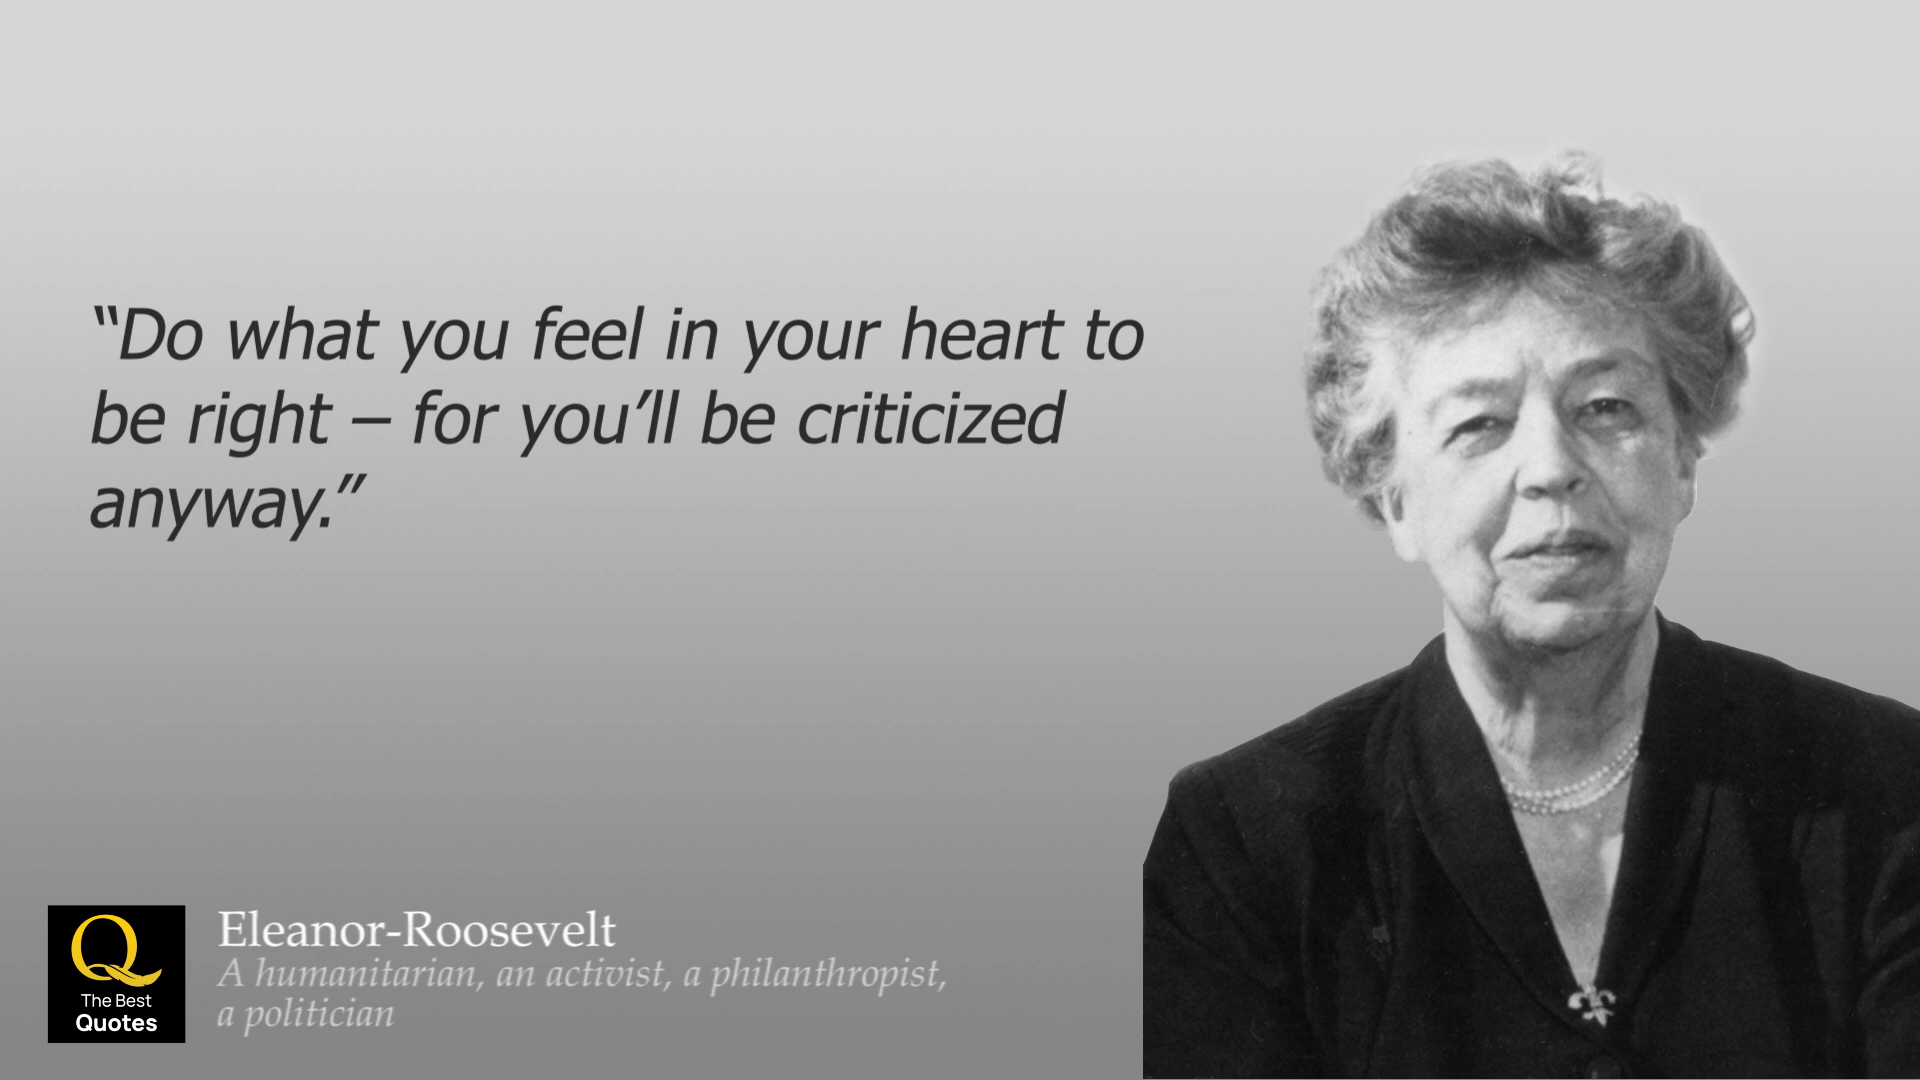 “Do what you feel in your heart to
be right – for you’ll be criticized
anyway.”
Q
The Best
Quotes
Eleanor-Roosevelt
A humanitarian, an activist, a philanthropist,
a politician